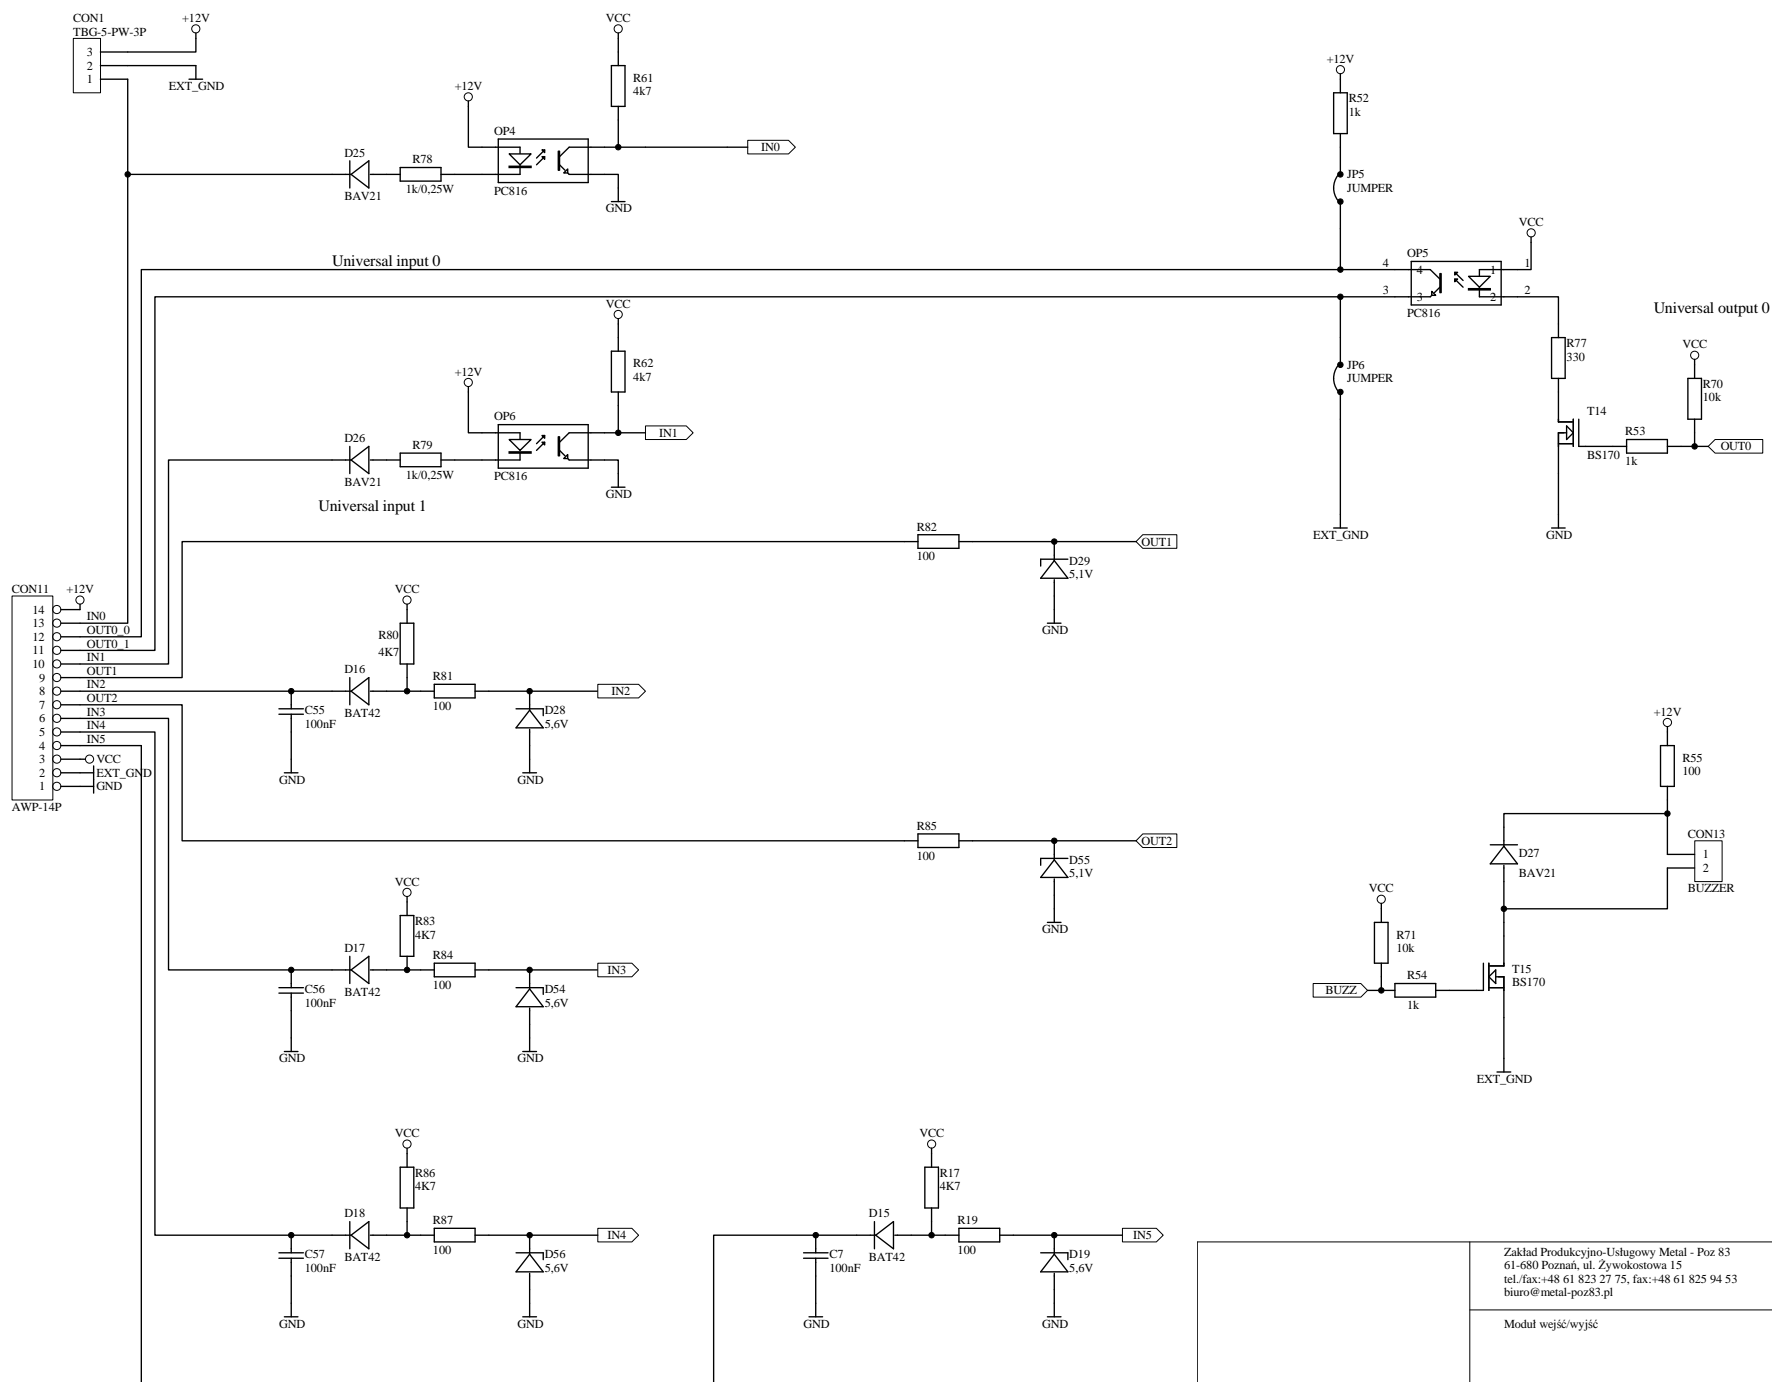 CON1
TBG-5-PW-3P
3
2
1
+12V
EXT_GND
+12V
VCC
R61
4k7
OP4
PC816
GND
IN0
D25
BAV21
R78
1k/0,25W
Universal input 0
+12V
R52
1k
JP5
JUMPER
4
3
OP5
4
3
1
2
PC816
1
2
VCC
Universal output 0
R77
330
VCC
R70
10k
T14
BS170
R53
1k
OUT0
GND
JP6
JUMPER
EXT_GND
VCC
R62
4k7
+12V
OP6
PC816
GND
IN1
D26
BAV21
R79
1k/0,25W
Universal input 1
R82
100
OUT1
D29
5,1V
GND
CON11
+12V
14
13
12
11
10
9
8
7
6
5
4
3
2
1
IN0
OUT0_0
OUT0_1
IN1
OUT1
IN2
OUT2
IN3
IN4
IN5
VCC
EXT_GND
GND
AWP-14P
VCC
R80
4K7
D16
BAT42
R81
100
IN2
C55
100nF
GND
D28
5,6V
GND
R85
100
OUT2
D55
5,1V
GND
VCC
R83
4K7
D17
BAT42
R84
100
IN3
C56
100nF
GND
D54
5,6V
GND
+12V
R55
100
D27
BAV21
CON13
1
2
BUZZER
VCC
R71
10k
BUZZ
R54
1k
T15
BS170
EXT_GND
VCC
R86
4K7
D18
BAT42
R87
100
IN4
C57
100nF
GND
D56
5,6V
GND
VCC
R17
4K7
D15
BAT42
R19
100
IN5
C7
100nF
GND
D19
5,6V
GND
Zakład Produkcyjno-Usługowy Metal - Poz 83
61-680 Poznań, ul. Żywokostowa 15
tel./fax:+48 61 823 27 75, fax:+48 61 825 94 53
biuro@metal-poz83.pl
Moduł wejść/wyjść